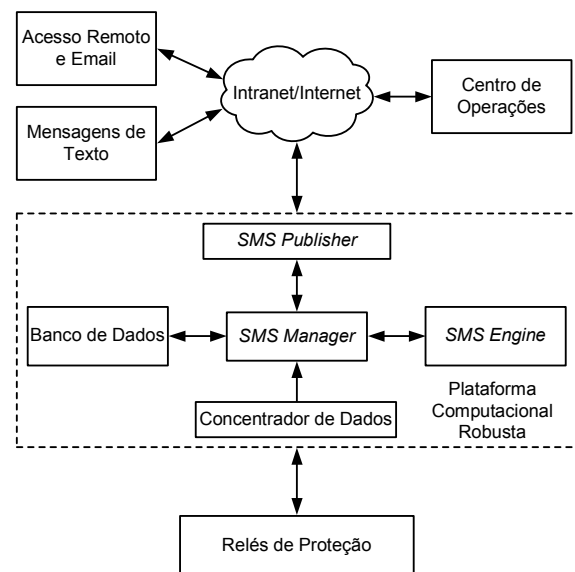 Acesso Remoto
e Email
Mensagens de
Texto
Intranet/Internet
Centro de
Operações
SMS Publisher
Banco de Dados
SMS Manager
SMS Engine
Concentrador de Dados
Plataforma
Computacional
Robusta
Relés de Proteção